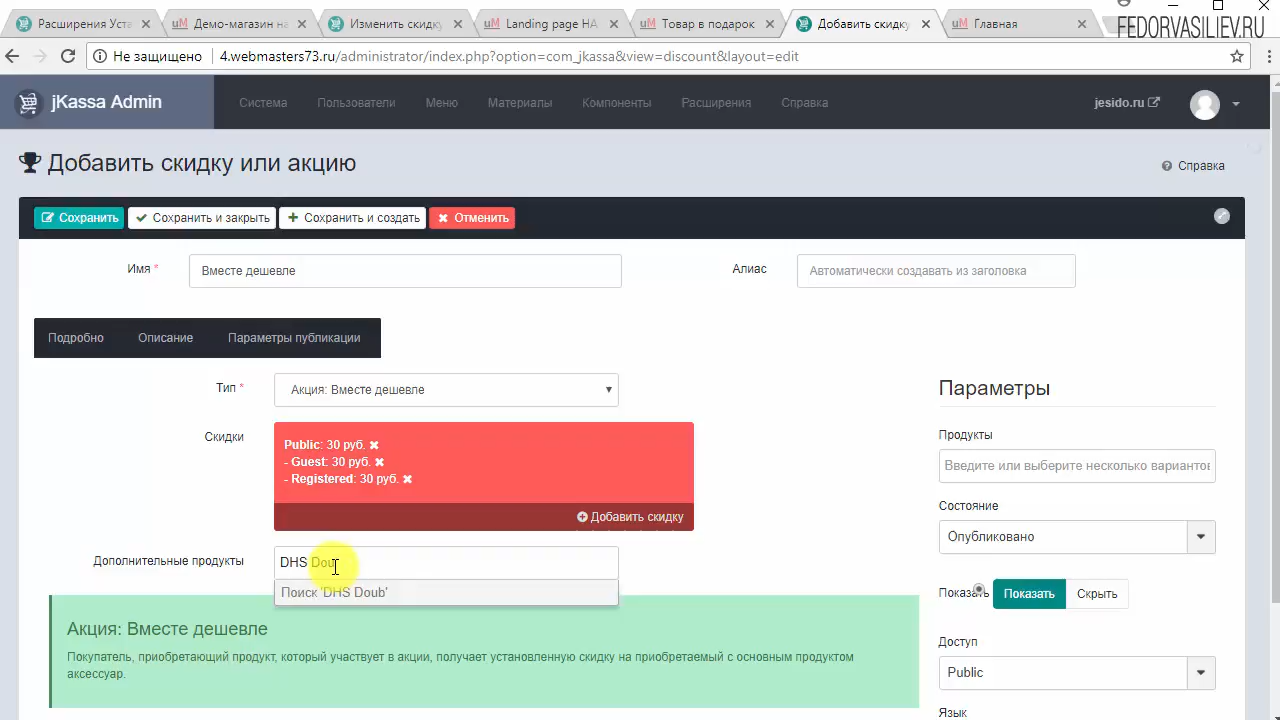 Расширения Уста
Демо-магазин на
Изменить скидку
Landing page HA
Товар в подарок
Добавить скидку
Главная
FEDORVASILIEV.RU
Не защищено
4.webmasters73.ru/administrator/index.php?option=com_jkassa&view=discount&layout=edit
jKassa Admin
Система
Пользователи
Меню
Материалы
Компоненты
Расширения
Справка
jesido.ru
Добавить скидку или акцию
Справка
Сохранить
Сохранить и закрыть
Сохранить и создать
Отменить
Имя *
Вместе дешевле
Алиас
Автоматически создавать из заголовка
Подробно
Описание
Параметры публикации
Тип *
Акция: Вместе дешевле
Скидки
Public: 30 руб.
- Guest: 30 руб.
- Registered: 30 руб.
Добавить скидку
Дополнительные продукты
DHS Doub
Поиск 'DHS Doub'
Акция: Вместе дешевле
Покупатель, приобретающий продукт, который участвует в акции, получает установленную скидку на приобретаемый с основным продуктом
аксессуар.
Параметры
Продукты
Введите или выберите несколько вариантов
Состояние
Опубликовано
Показать
Показать
Скрыть
Доступ
Public
Язык